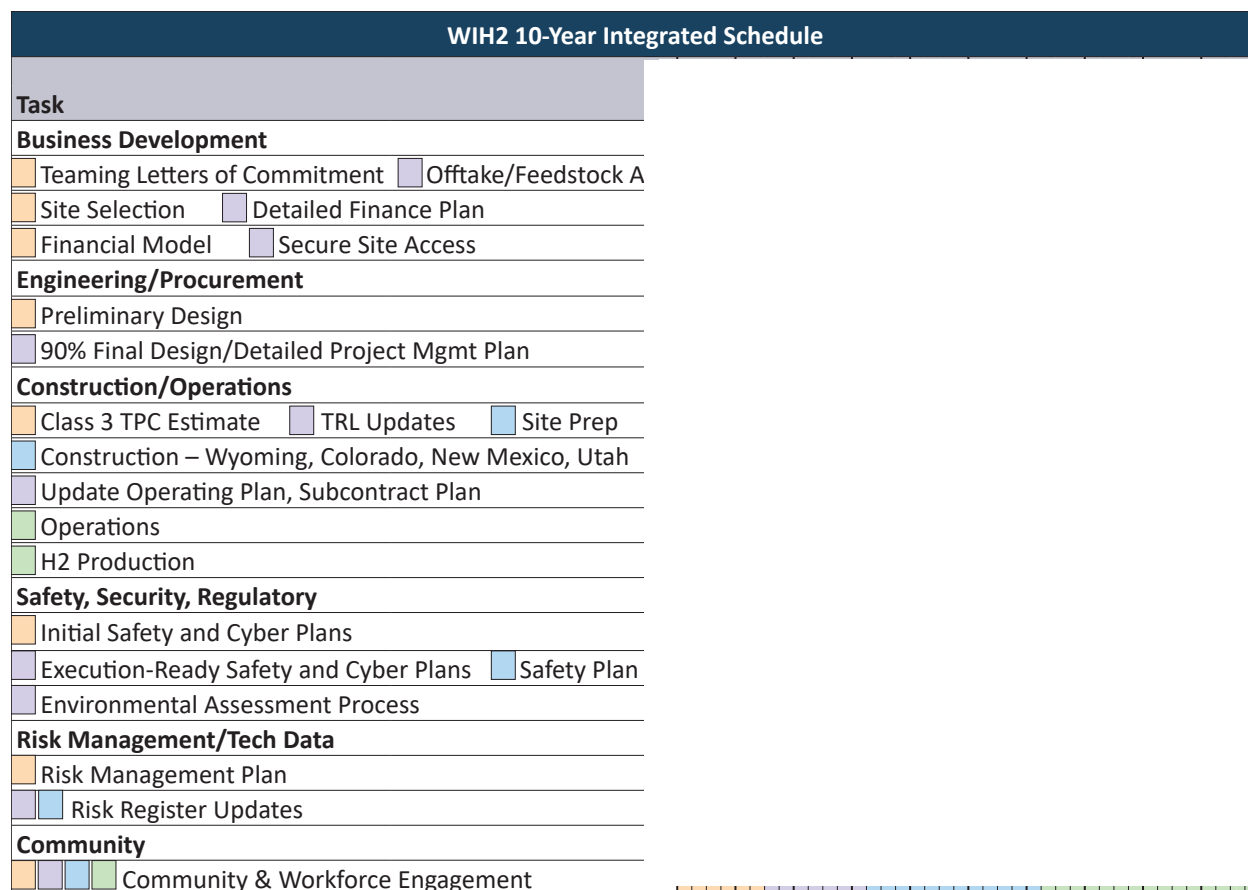 WIH2 10-Year Integrated Schedule
Task
Business Development
Teaming Letters of Commitment Offtake/Feedstock A
Site Selection Detailed Finance Plan
Financial Model Secure Site Access
Engineering/Procurement
Preliminary Design
90% Final Design/Detailed Project Mgmt Plan
Construction/Operations
Class 3 TPC Estimate TRL Updates Site Prep
Construction – Wyoming, Colorado, New Mexico, Utah
Update Operating Plan, Subcontract Plan
Operations
H2 Production
Safety, Security, Regulatory
Initial Safety and Cyber Plans
Execution-Ready Safety and Cyber Plans Safety Plan
Environmental Assessment Process
Risk Management/Tech Data
Risk Management Plan
Risk Register Updates
Community
Community & Workforce Engagement